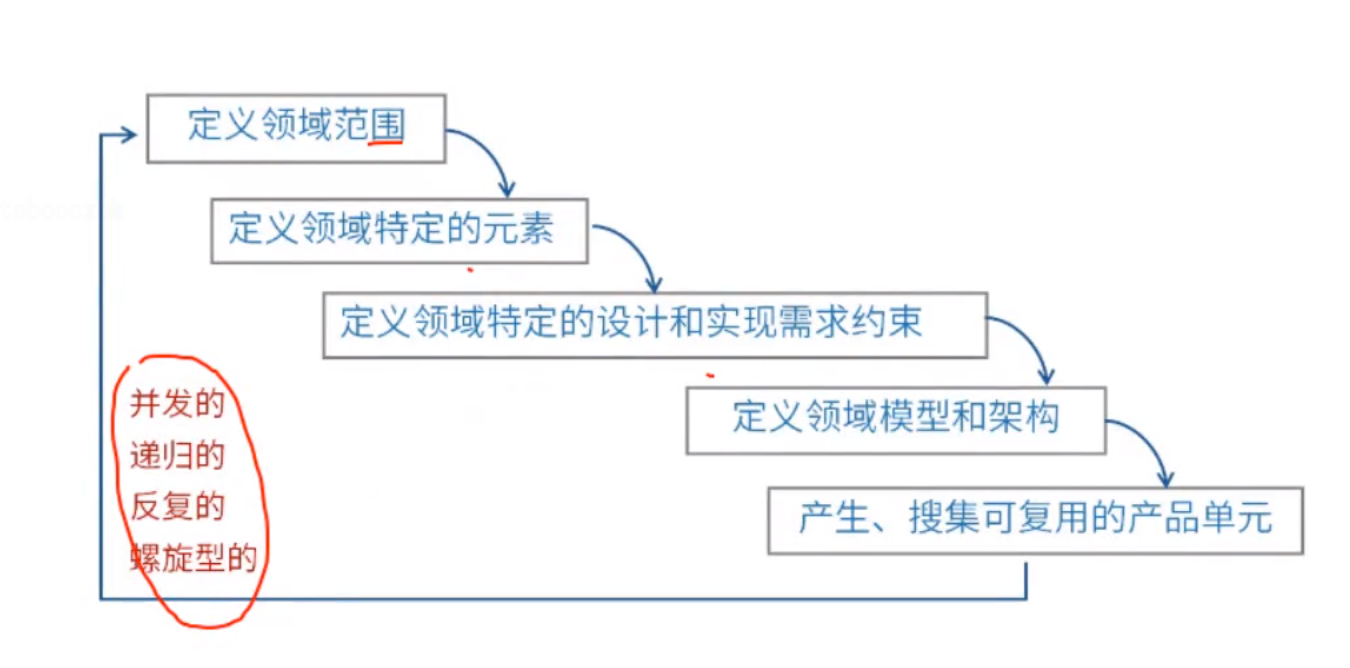 定义领域范围
定义领域特定的元素
定义领域特定的设计和实现需求约束
定义领域模型和架构
产生、搜集可复用的产品单元
并发的
递归的
反复的
螺旋型的